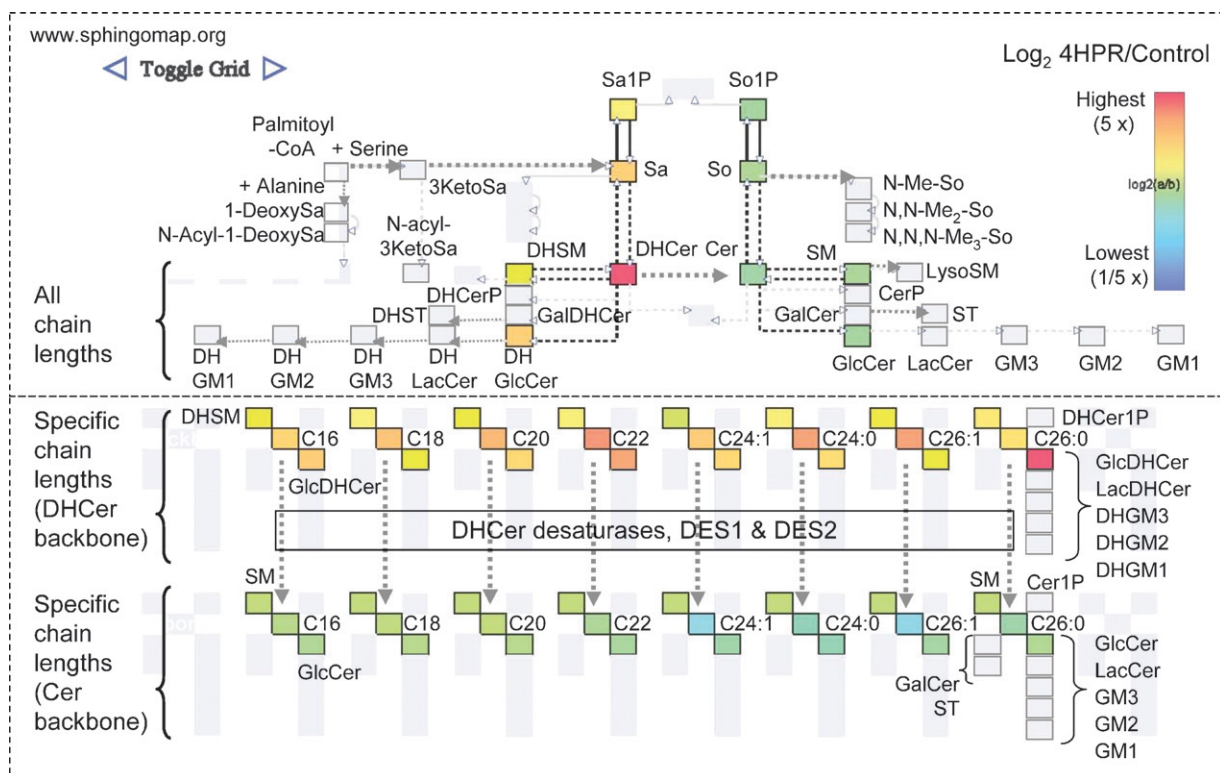 www.sphingomap.org
Toggle Grid
Log2 4HPR/Control
Highest
(5 x)
log2(a/b)
Lowest
(1/5 x)
Sa1P
So1P
Palmitoyl
-CoA
+ Serine
Sa
So
+ Alanine
3KetoSa
1-DeoxySa
N-Acyl-1-DeoxySa
N-acyl-
3KetoSa
N-Me-So
N,N-Me2-So
N,N,N-Me3-So
DHSM
DHCer
Cer
SM
LysoSM
DHCerP
CerP
DHST
GalDHCer
GalCer
ST
All
chain
lengths
DH
GM1
DH
GM2
DH
GM3
DH
LacCer
DH
GlcCer
GlcCer
LacCer
GM3
GM2
GM1
Specific
chain
lengths
(DHCer
backbone)
DHSM
DHCer1P
C16
C18
C20
C22
C24:1
C24:0
C26:1
C26:0
GlcDHCer
GlcDHCer
LacDHCer
DHGM3
DHGM2
DHGM1
DHCer desaturases, DES1 & DES2
Specific
chain
lengths
(Cer
backbone)
SM
SM
Cer1P
C16
C18
C20
C22
C24:1
C24:0
C26:1
C26:0
GlcCer
GalCer
ST
GlcCer
LacCer
GM3
GM2
GM1